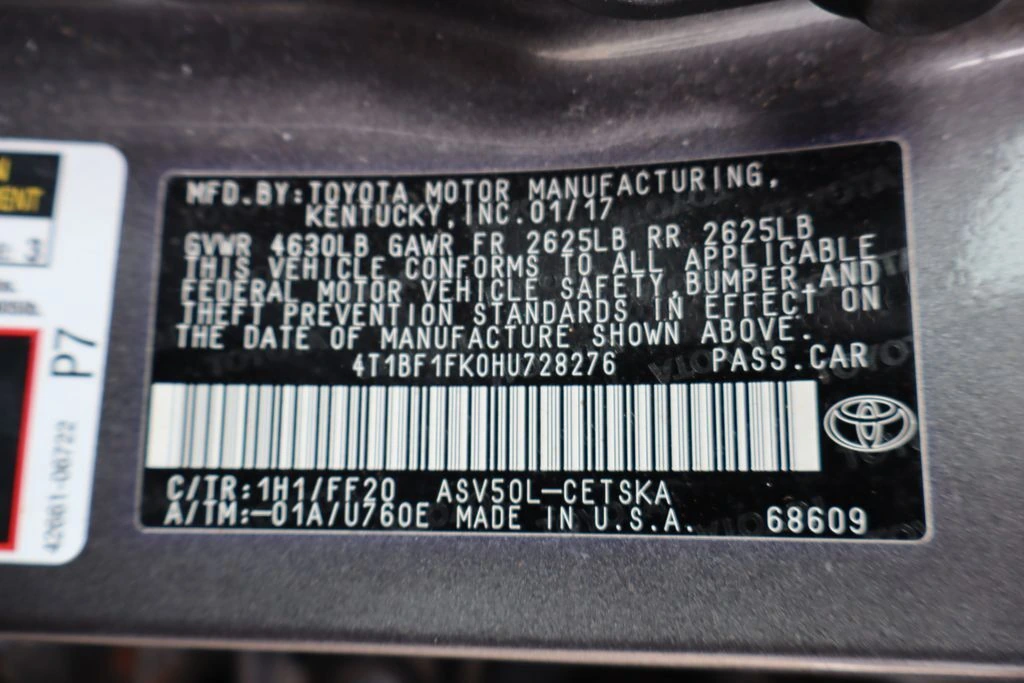 MFD.BY:TOYOTA MOTOR MANUFACTURING,
KENTUCKY,INC.01/17
GVWR 4630LB GAWR FR 2625LB RR 2625LB
THIS VEHICLE CONFORMS TO ALL APPLICABLE
FEDERAL MOTOR VEHICLE SAFETY,BUMPER,AND
THEFT PREVENTION STANDARDS IN EFFECT ON
THE DATE OF MANUFACTURE SHOWN ABOVE.
4T1BF1FK0HU728276 PASS.CAR
C/TR:1H1/FF20 ASV50L-CETSKA
A/TM:-01A/U760E MADE IN U.S.A. 68609
3
P7
42661-06722